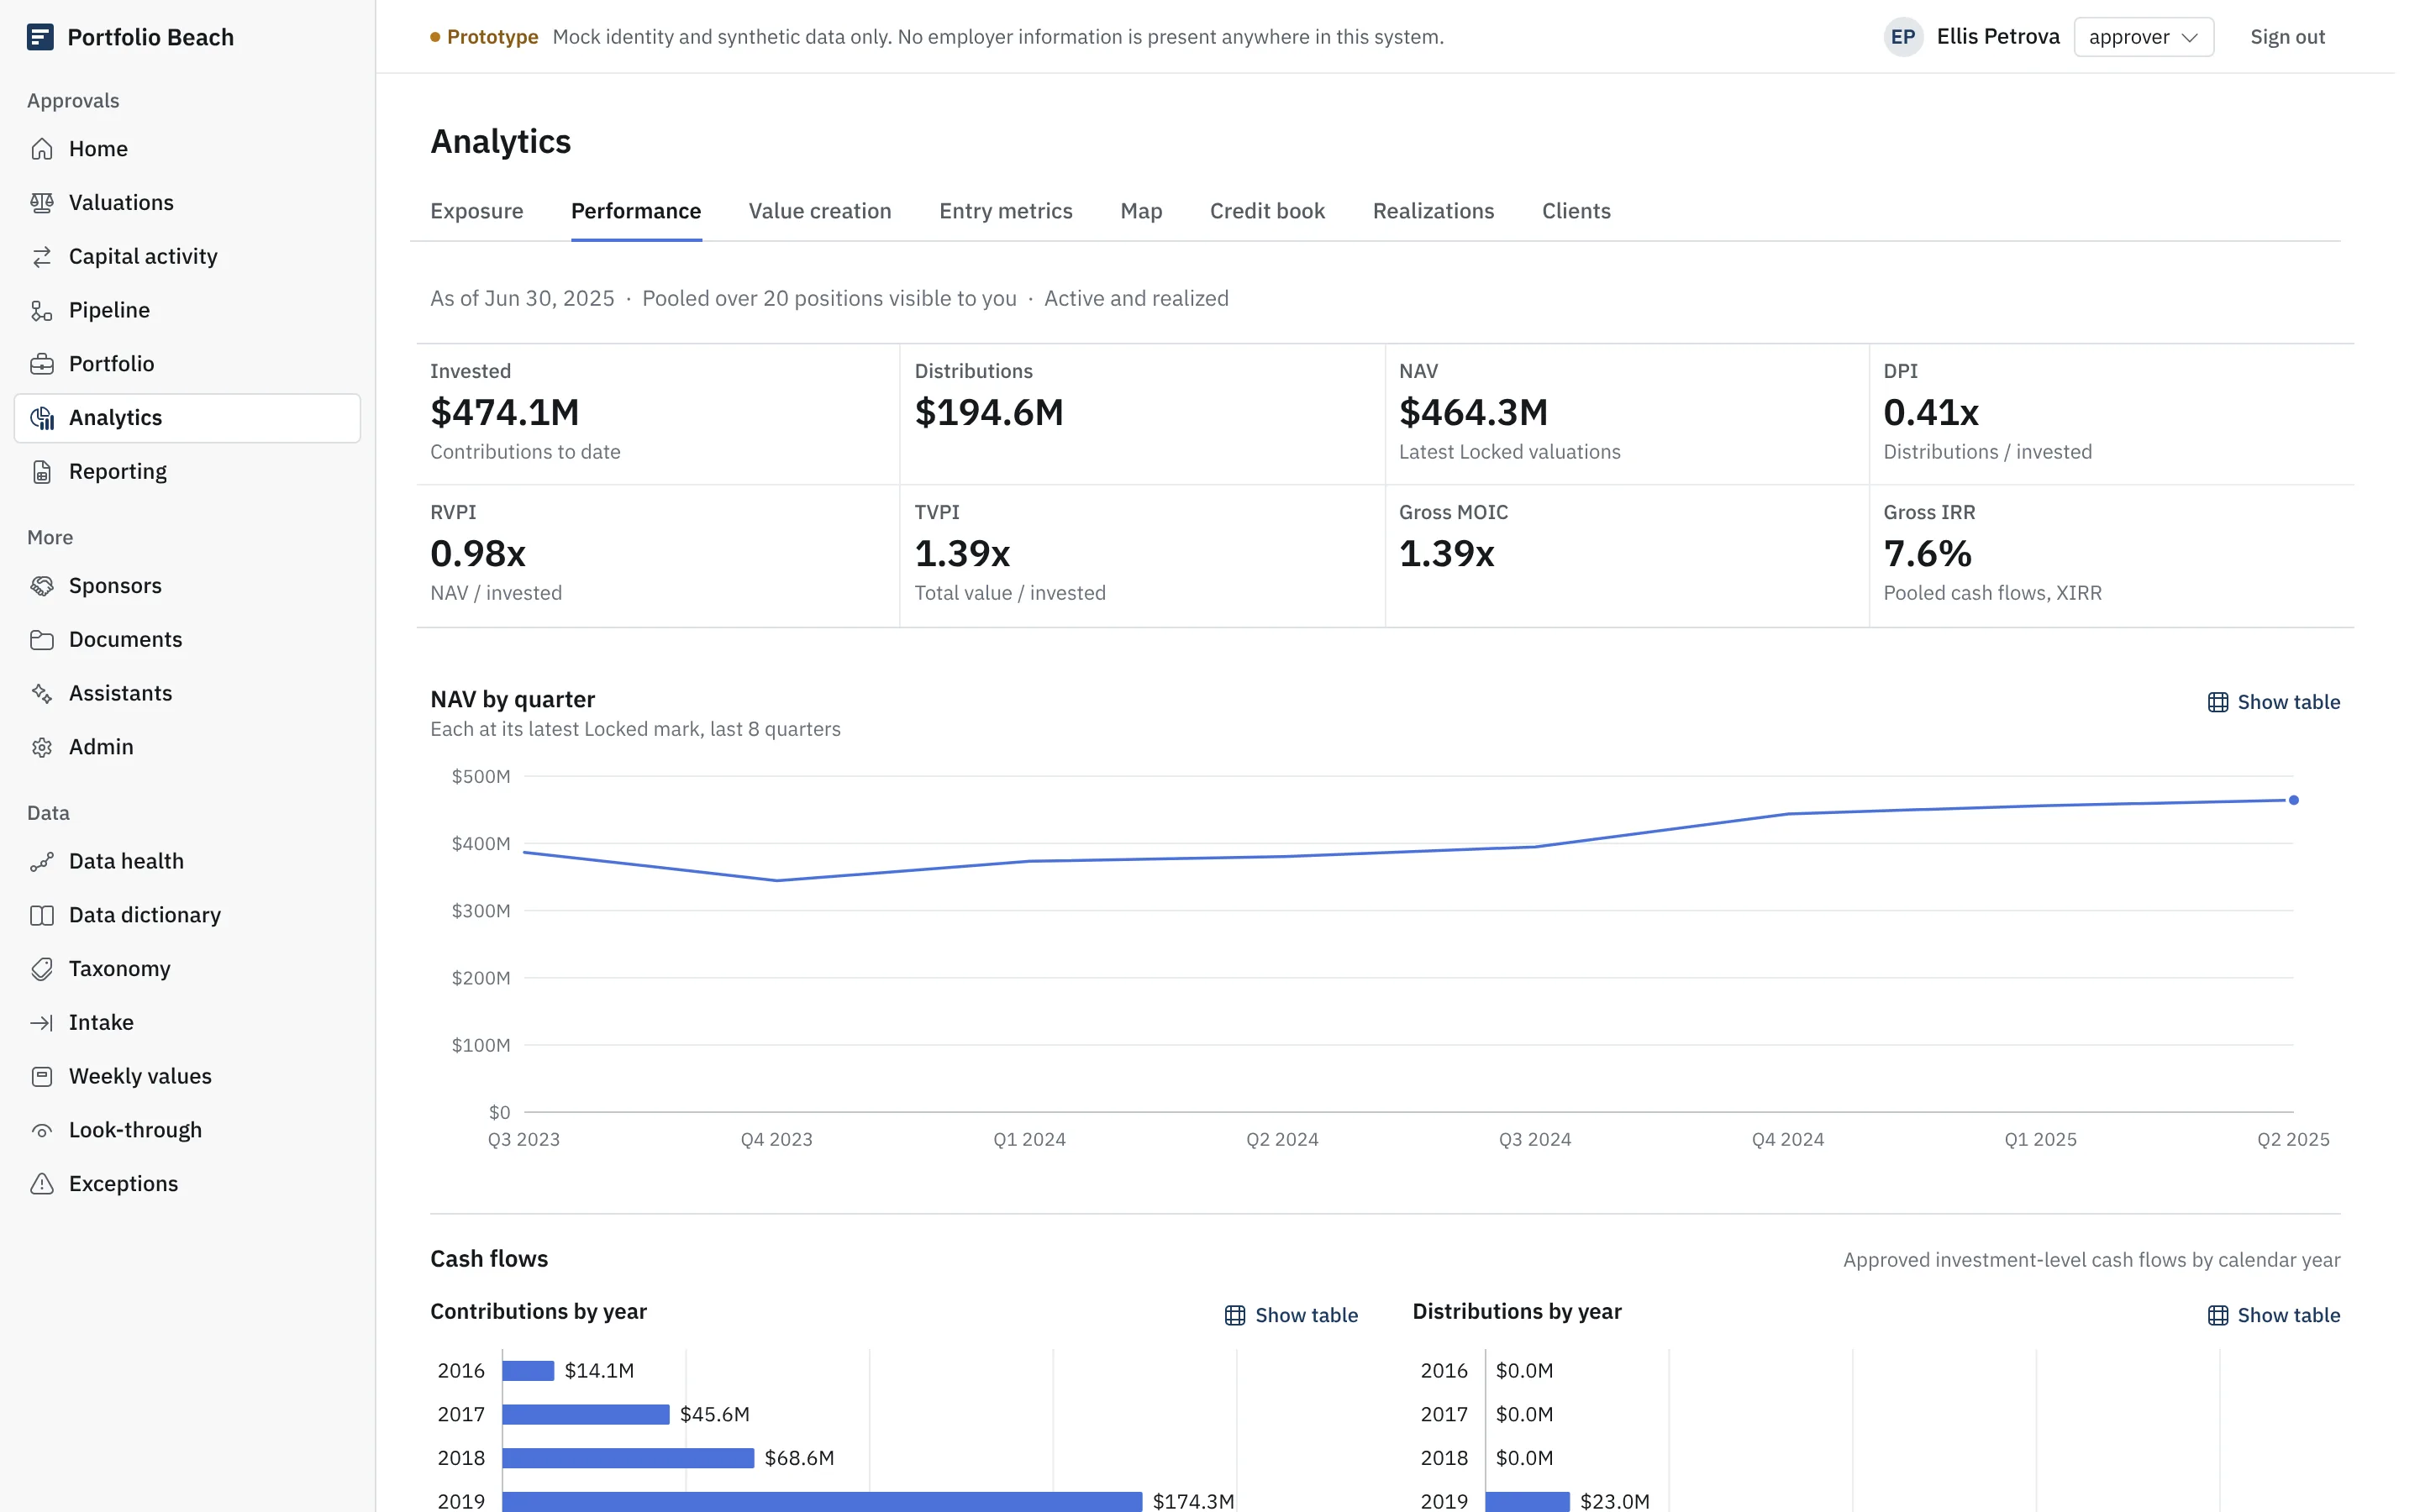 Portfolio Beach
Approvals
Home
Valuations
Capital activity
Pipeline
Portfolio
Analytics
Reporting
More
Sponsors
Documents
Assistants
Admin
Data
Data health
Data dictionary
Taxonomy
Intake
Weekly values
Look-through
Exceptions
Prototype Mock identity and synthetic data only. No employer information is present anywhere in this system.
EP Ellis Petrova approver Sign out
Analytics
Exposure Performance Value creation Entry metrics Map Credit book Realizations Clients
As of Jun 30, 2025 · Pooled over 20 positions visible to you · Active and realized
Invested
$474.1M
Contributions to date
Distributions
$194.6M
NAV
$464.3M
Latest Locked valuations
DPI
0.41x
Distributions / invested
RVPI
0.98x
NAV / invested
TVPI
1.39x
Total value / invested
Gross MOIC
1.39x
Gross IRR
7.6%
Pooled cash flows, XIRR
NAV by quarter
Show table
Each at its latest Locked mark, last 8 quarters
$500M
$400M
$300M
$200M
$100M
$0
Q3 2023 Q4 2023 Q1 2024 Q2 2024 Q3 2024 Q4 2024 Q1 2025 Q2 2025
Cash flows
Approved investment-level cash flows by calendar year
Contributions by year
Show table
2016 $14.1M
2017 $45.6M
2018 $68.6M
2019 $174.3M
Distributions by year
Show table
2016 $0.0M
2017 $0.0M
2018 $0.0M
2019 $23.0M